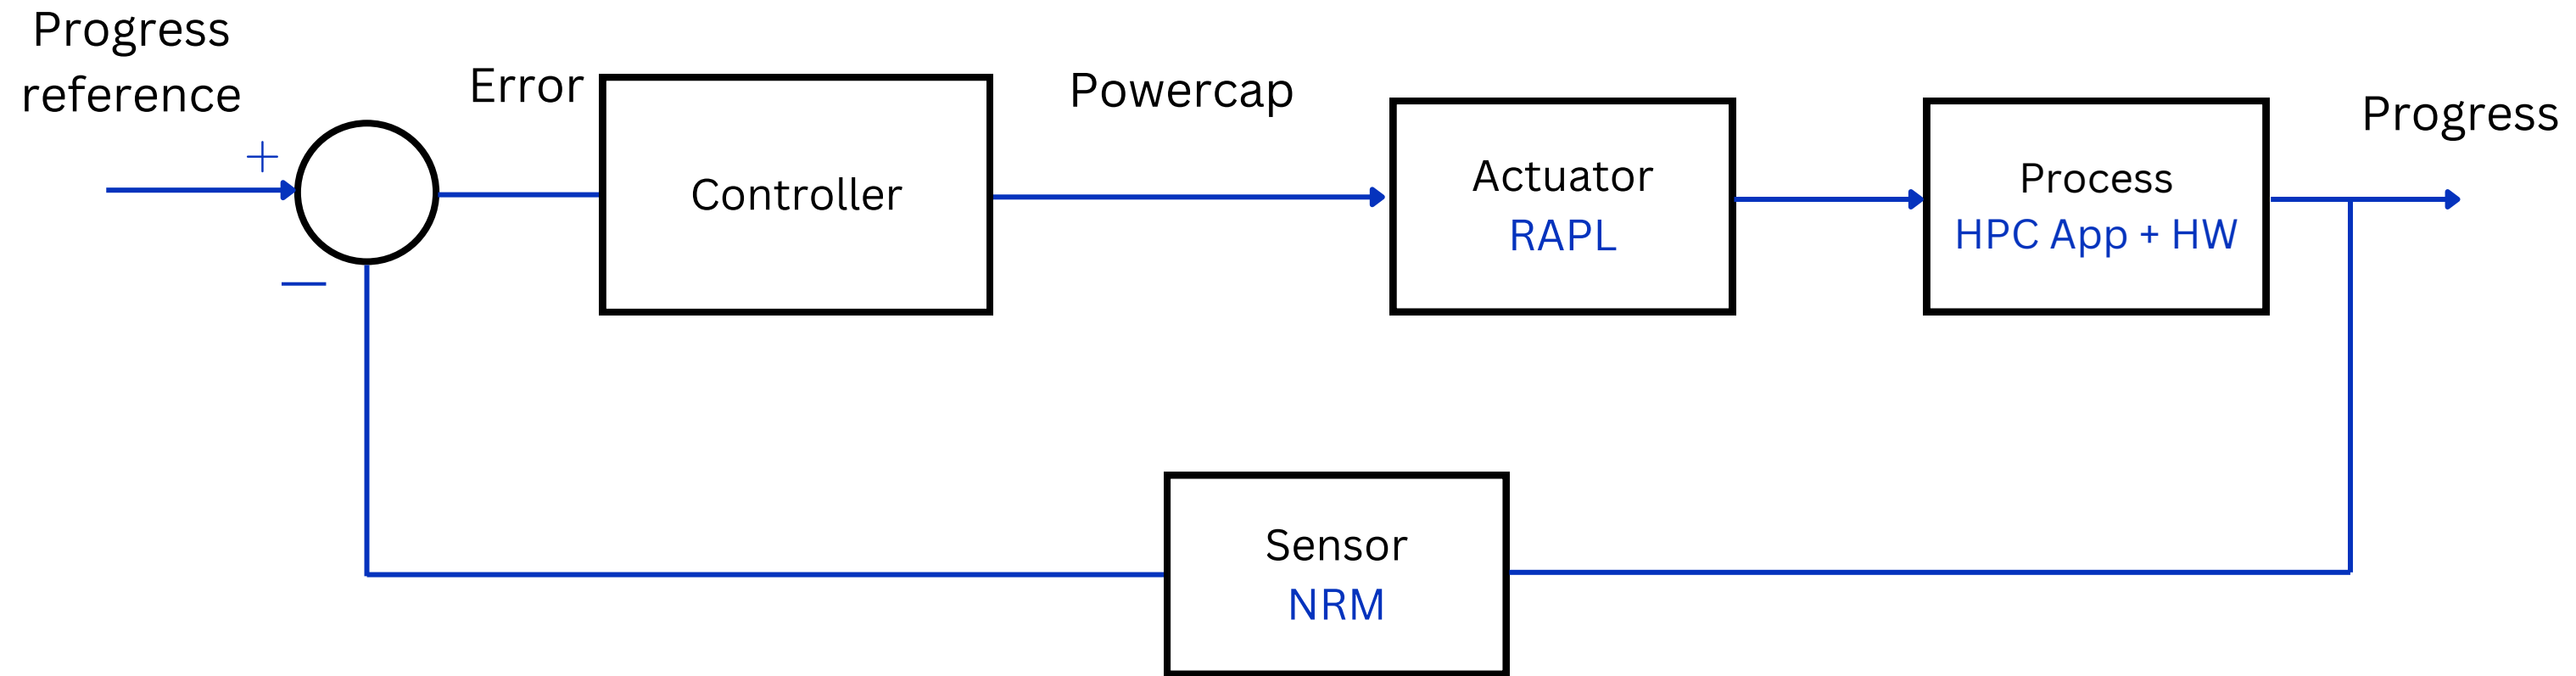 Progress
reference
+
Error
Controller
Powercap
Actuator
RAPL
Process
HPC App + HW
Progress
—
Sensor
NRM